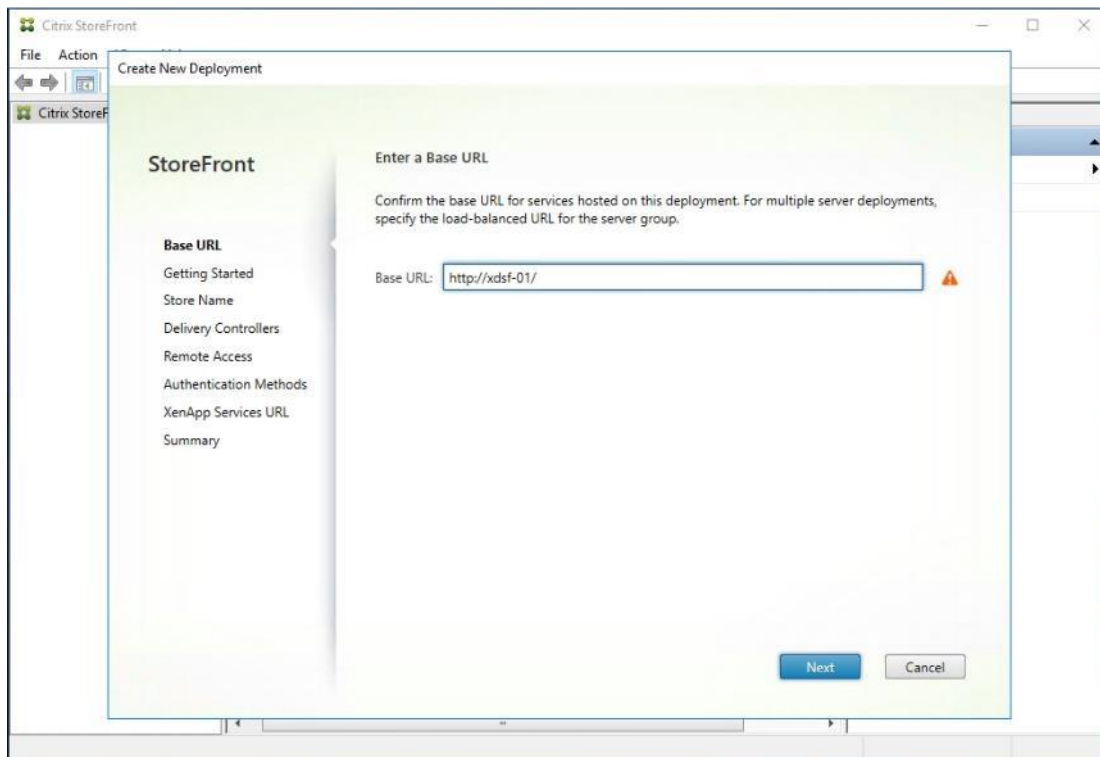 Citrix StoreFront
File Action
Create New Deployment
Citrix StoreF
StoreFront
Base URL
Getting Started
Store Name
Delivery Controllers
Remote Access
Authentication Methods
XenApp Services URL
Summary
Enter a Base URL
Confirm the base URL for services hosted on this deployment. For multiple server deployments,
specify the load-balanced URL for the server group.
Base URL: http://xdsf-01/
Next Cancel